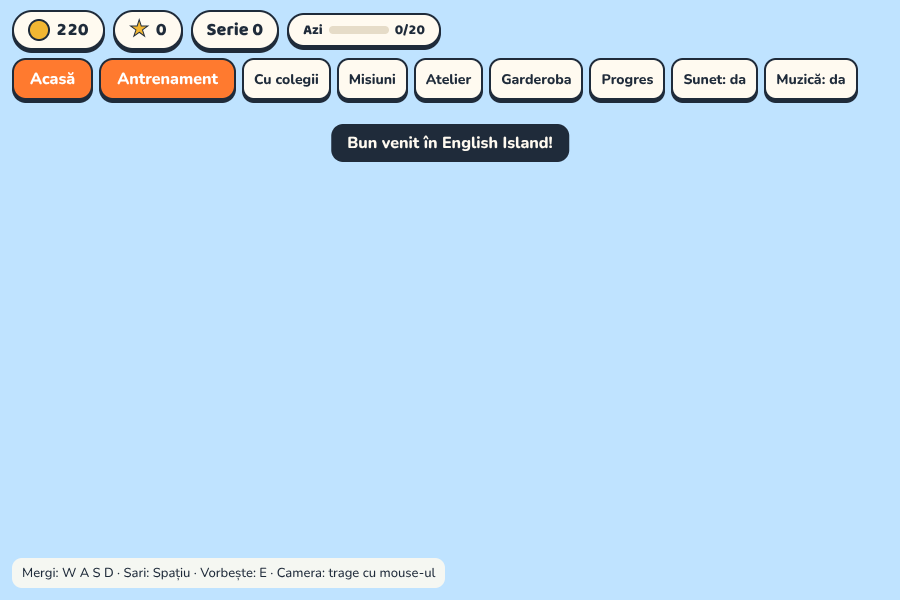 220
0
Serie 0
Azi 0/20
Acasă
Antrenament
Cu colegii
Misiuni
Atelier
Garderoba
Progres
Sunet: da
Muzică: da
Bun venit în English Island!
Mergi: W A S D · Sari: Spațiu · Vorbește: E · Camera: trage cu mouse-ul